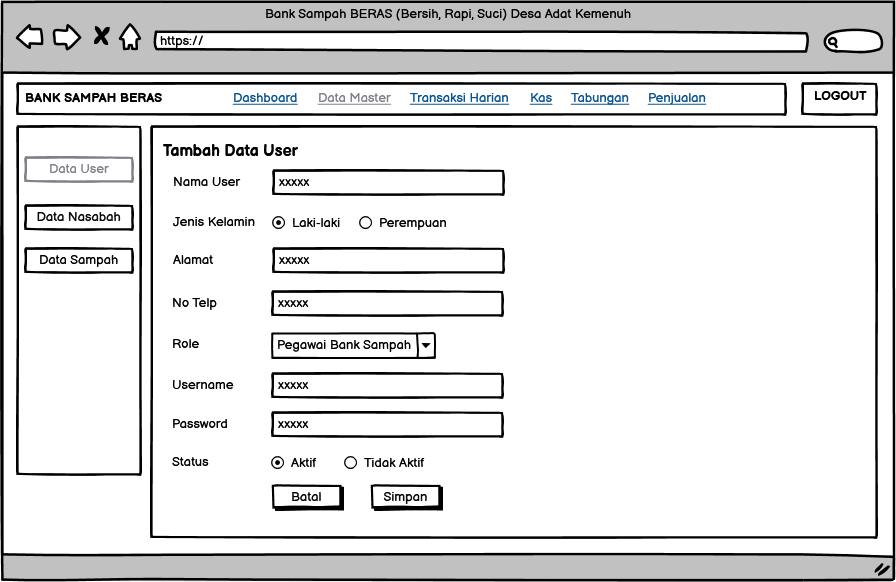 Bank Sampah BERAS (Bersih, Rapi, Suci) Desa Adat Kemenuh
https://
BANK SAMPAH BERAS Dashboard Data Master Transaksi Harian Kas Tabungan Penjualan LOGOUT
Data User
Data Nasabah
Data Sampah
Tambah Data User
Nama User xxxxx
Jenis Kelamin Laki-laki Perempuan
Alamat xxxxx
No Telp xxxxx
Role Pegawai Bank Sampah
Username xxxxx
Password xxxxx
Status Aktif Tidak Aktif
Batal Simpan